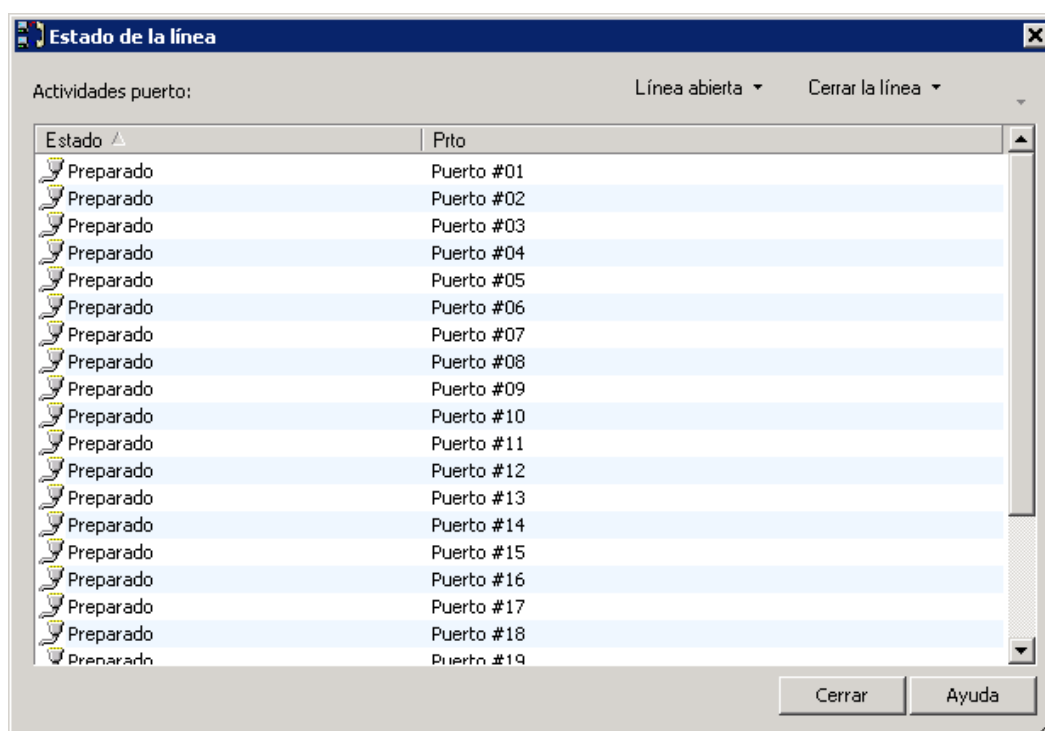 Estado de la línea
Actividades puerto: Línea abierta Cerrar la línea
Estado Prto
Preparado Puerto #01
Preparado Puerto #02
Preparado Puerto #03
Preparado Puerto #04
Preparado Puerto #05
Preparado Puerto #06
Preparado Puerto #07
Preparado Puerto #08
Preparado Puerto #09
Preparado Puerto #10
Preparado Puerto #11
Preparado Puerto #12
Preparado Puerto #13
Preparado Puerto #14
Preparado Puerto #15
Preparado Puerto #16
Preparado Puerto #17
Preparado Puerto #18
Preparado Puerto #19
Cerrar Ayuda